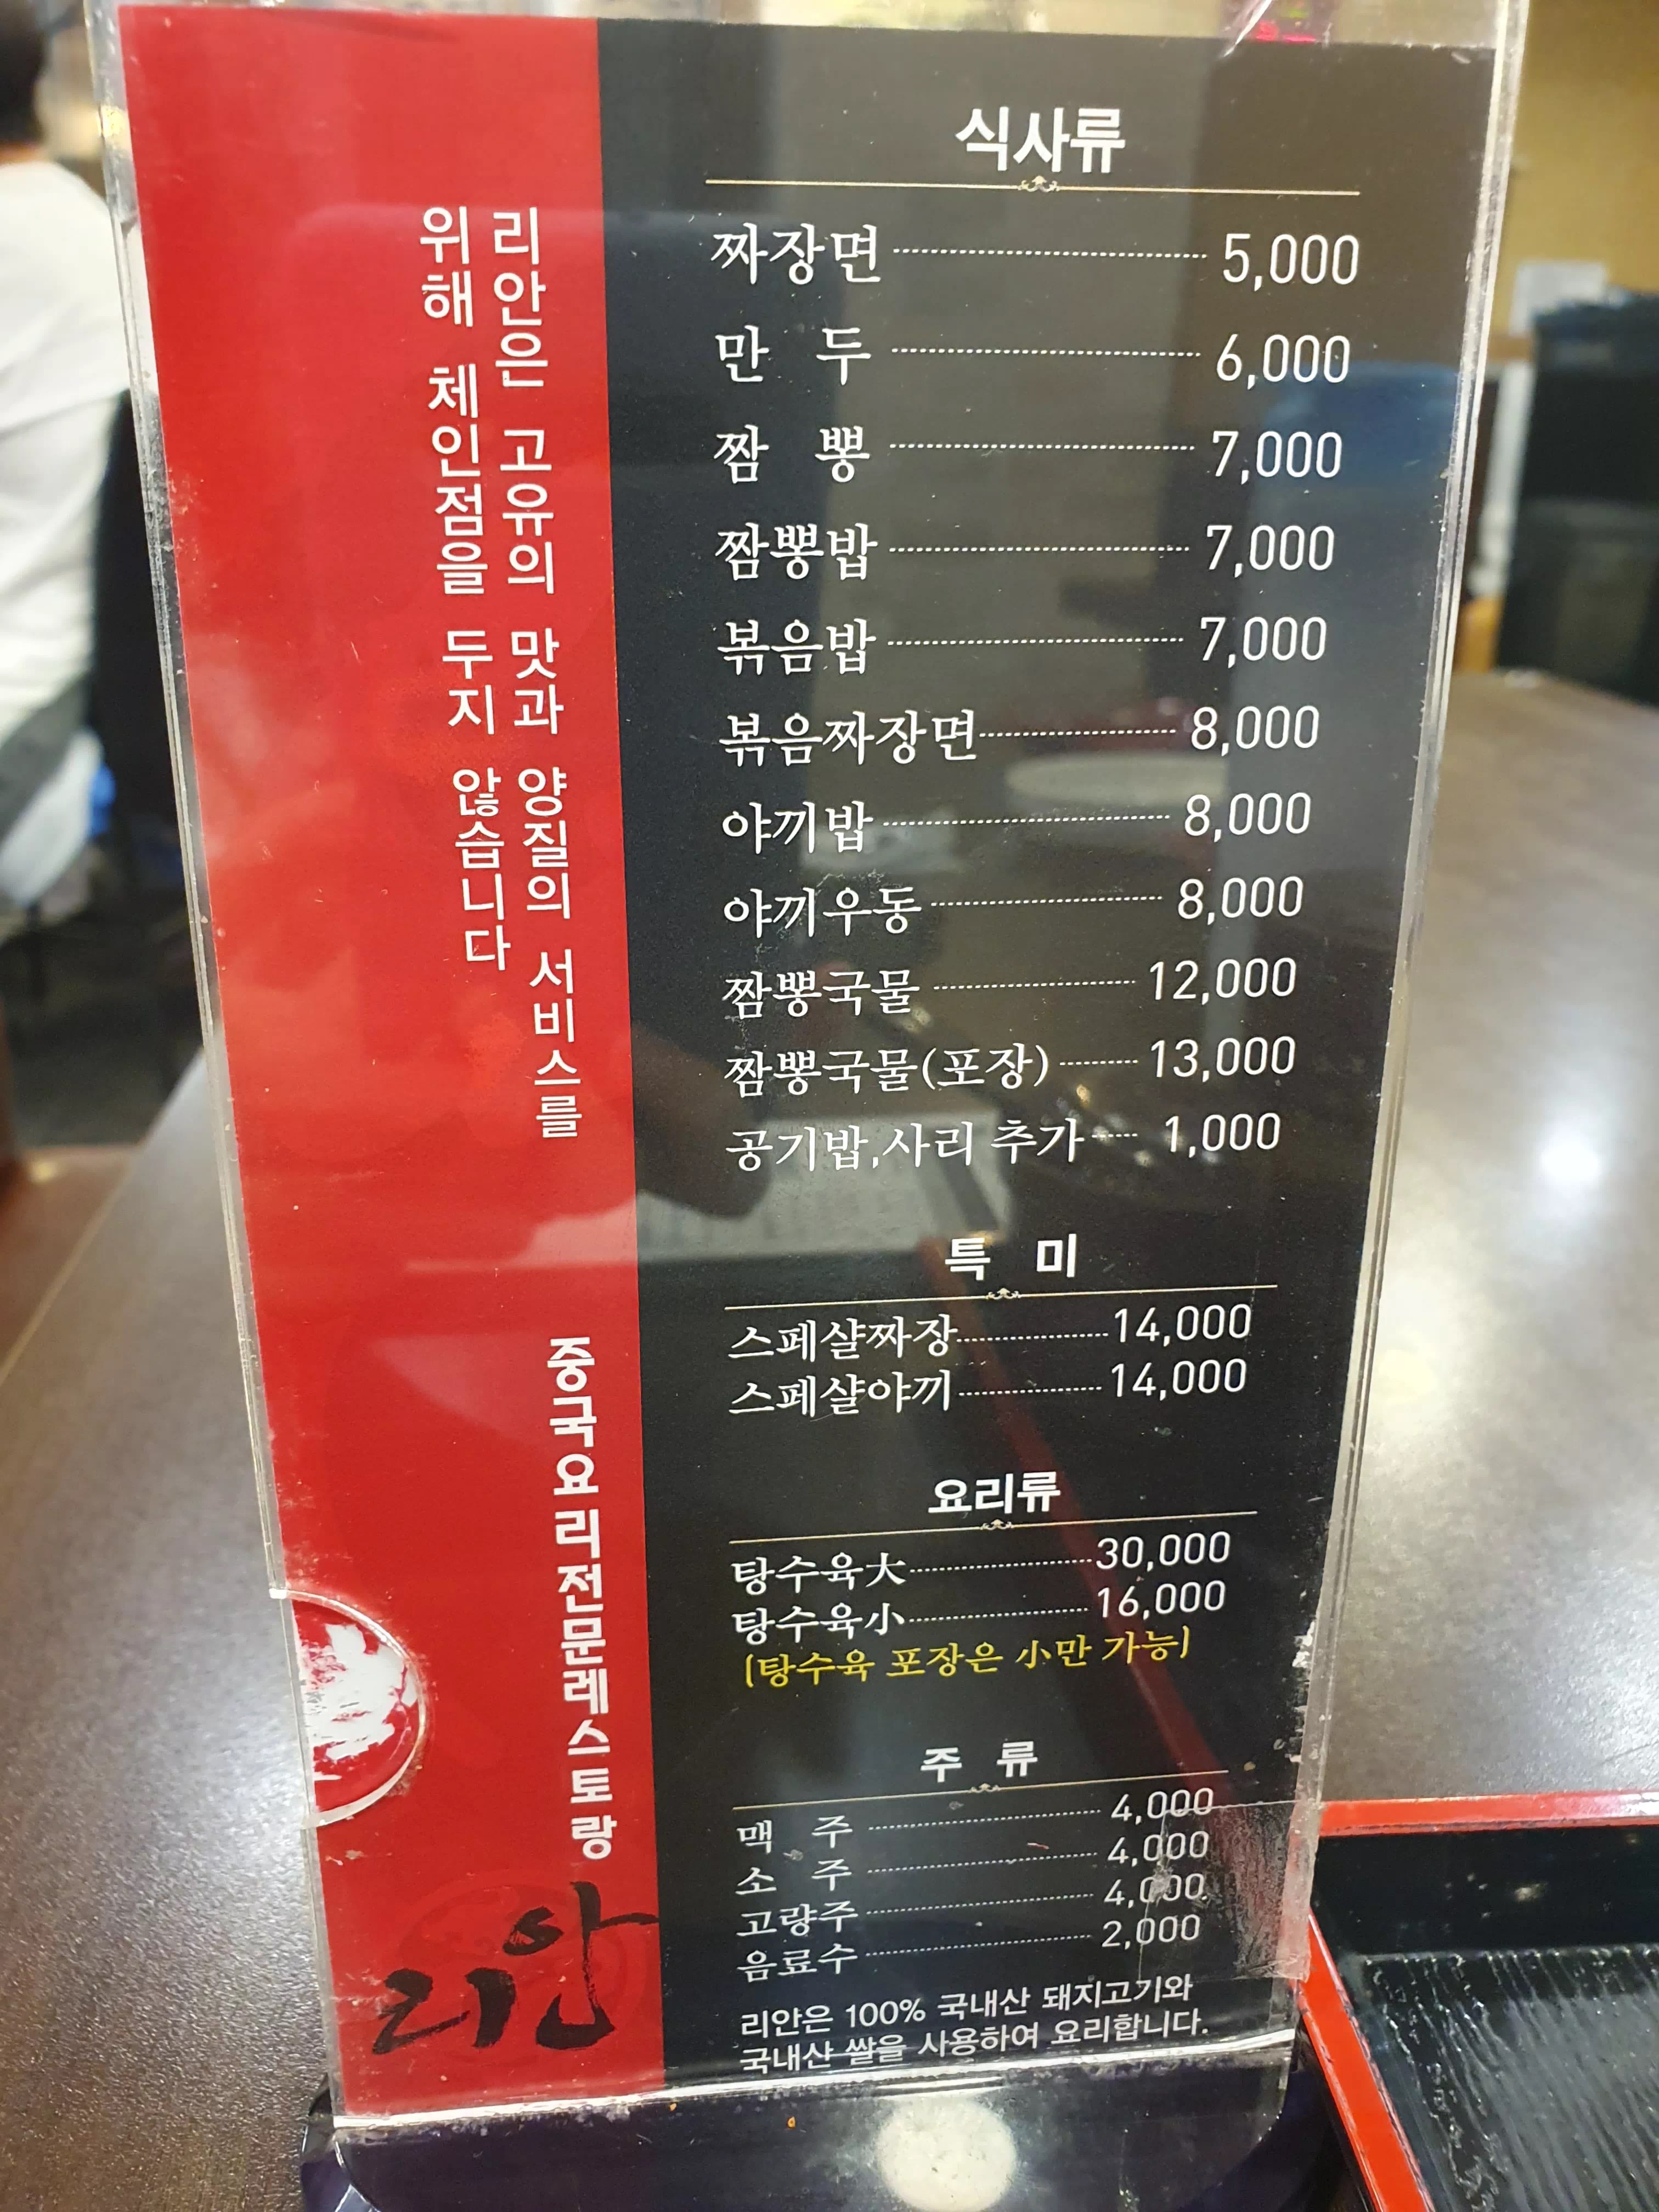 리안은 고유의 맛과 양질의 서비스를
위해 체인점을 두지 않습니다
중국요리전문레스토랑
리안
식사류
짜장면 5,000
만 두 6,000
짬 뽕 7,000
짬뽕밥 7,000
볶음밥 7,000
볶음짜장면 8,000
야끼밥 8,000
야끼우동 8,000
짬뽕국물 12,000
짬뽕국물(포장) 13,000
공기밥,사리 추가 1,000
특 미
스페샬짜장 14,000
스페샬야끼 14,000
요리류
탕수육大 30,000
탕수육小 16,000
(탕수육 포장은 小만 가능)
주 류
맥 주 4,000
소 주 4,000
고량주 4,000
음료수 2,000
리안은 100% 국내산 돼지고기와
국내산 쌀을 사용하여 요리합니다.